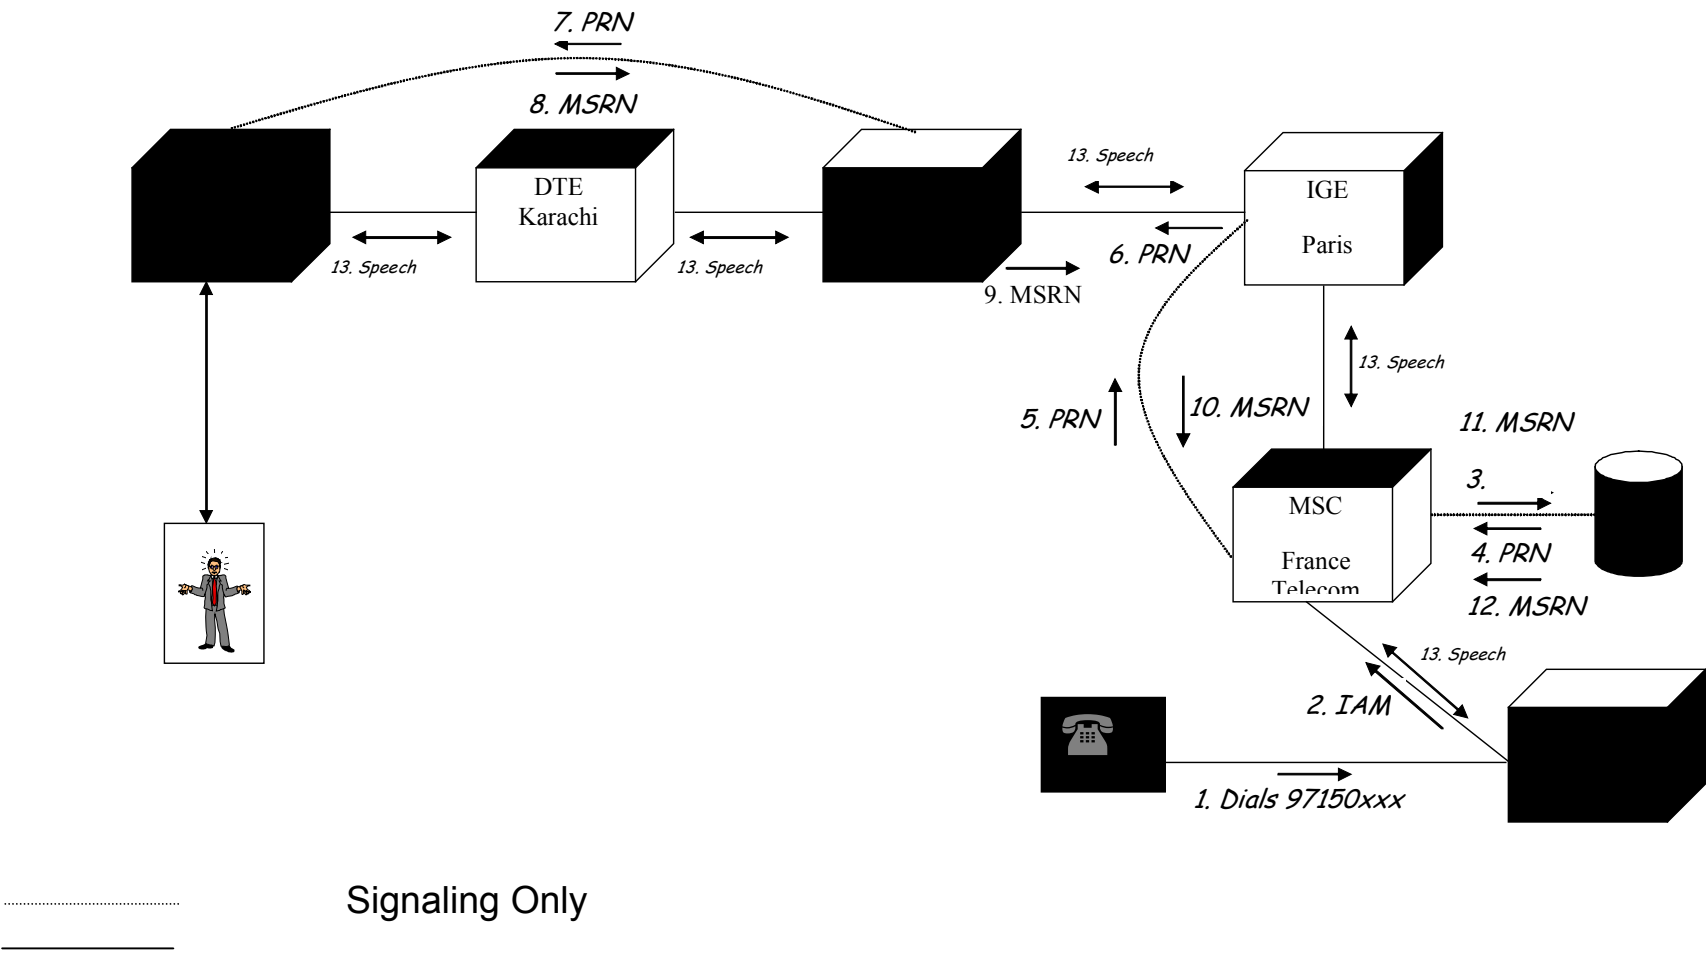 7. PRN
8. MSRN
DTE
Karachi
13. Speech
13. Speech
13. Speech
6. PRN
9. MSRN
IGE
Paris
13. Speech
5. PRN
10. MSRN
11. MSRN
3.
4. PRN
12. MSRN
MSC
France
Telecom
13. Speech
2. IAM
1. Dials 97150xxx
Signaling Only